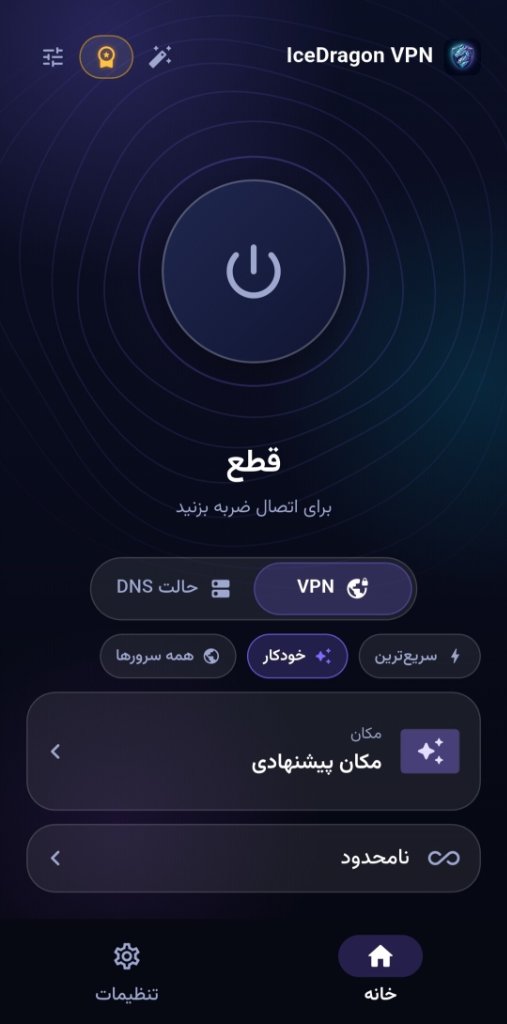 IceDragon VPN
قطع
برای اتصال ضربه بزنید
VPN
حالت DNS
سریع‌ترین
خودکار
همه سرورها
مکان
مکان پیشنهادی
نامحدود
خانه
تنظیمات